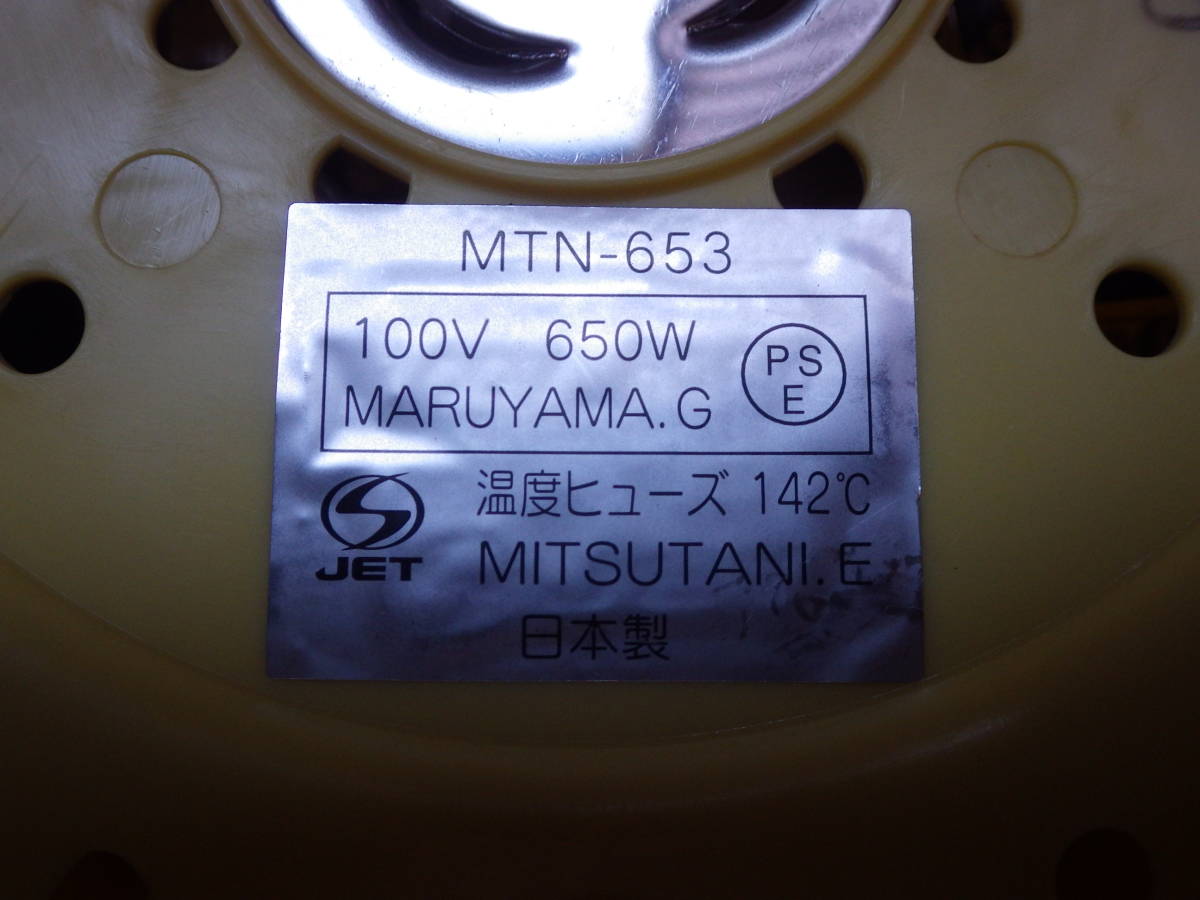 MTN-653
100V 650W
PS
E
MARUYAMA.G
温度ヒューズ 142℃
JET
MITSUTANI.E
日本製